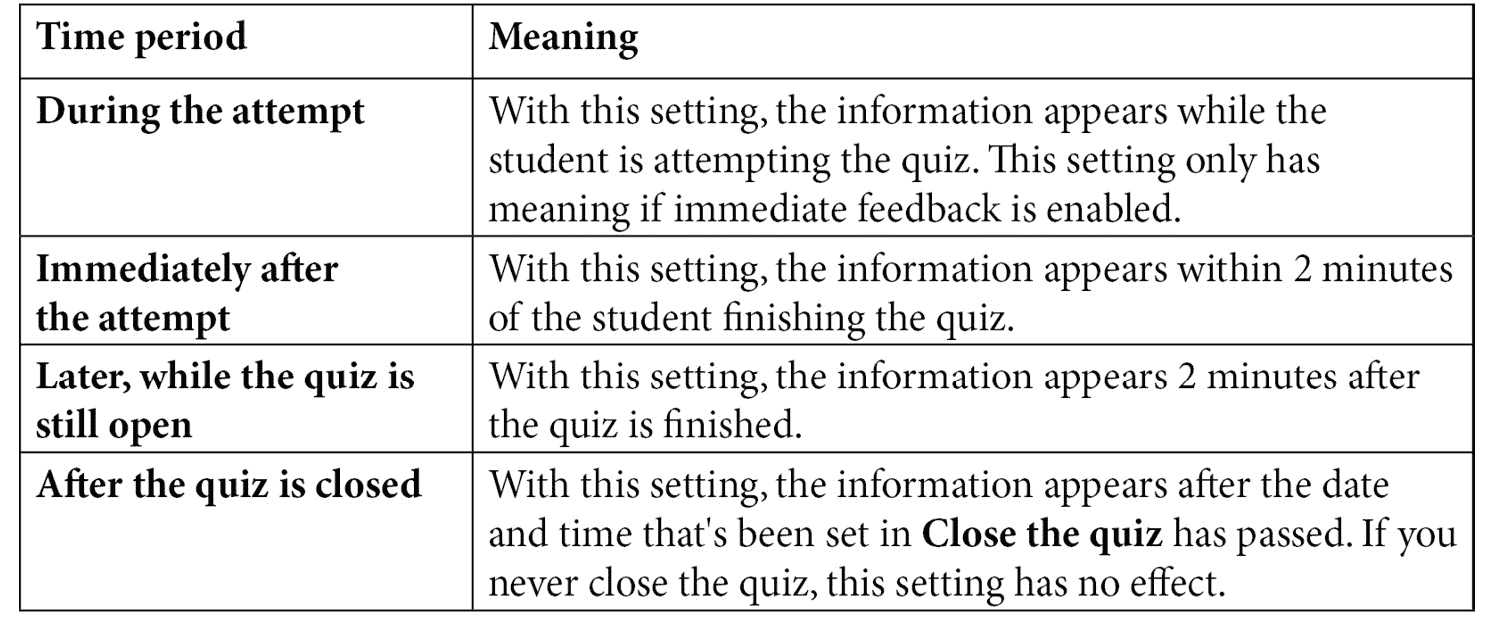 Time period Meaning
During the attempt With this setting, the information appears while the
student is attempting the quiz. This setting only has
meaning if immediate feedback is enabled.
Immediately after With this setting, the information appears within 2 minutes
the attempt of the student finishing the quiz.
Later, while the quiz is With this setting, the information appears 2 minutes after
still open the quiz is finished.
After the quiz is closed With this setting, the information appears after the date
and time that's been set in Close the quiz has passed. If you
never close the quiz, this setting has no effect.